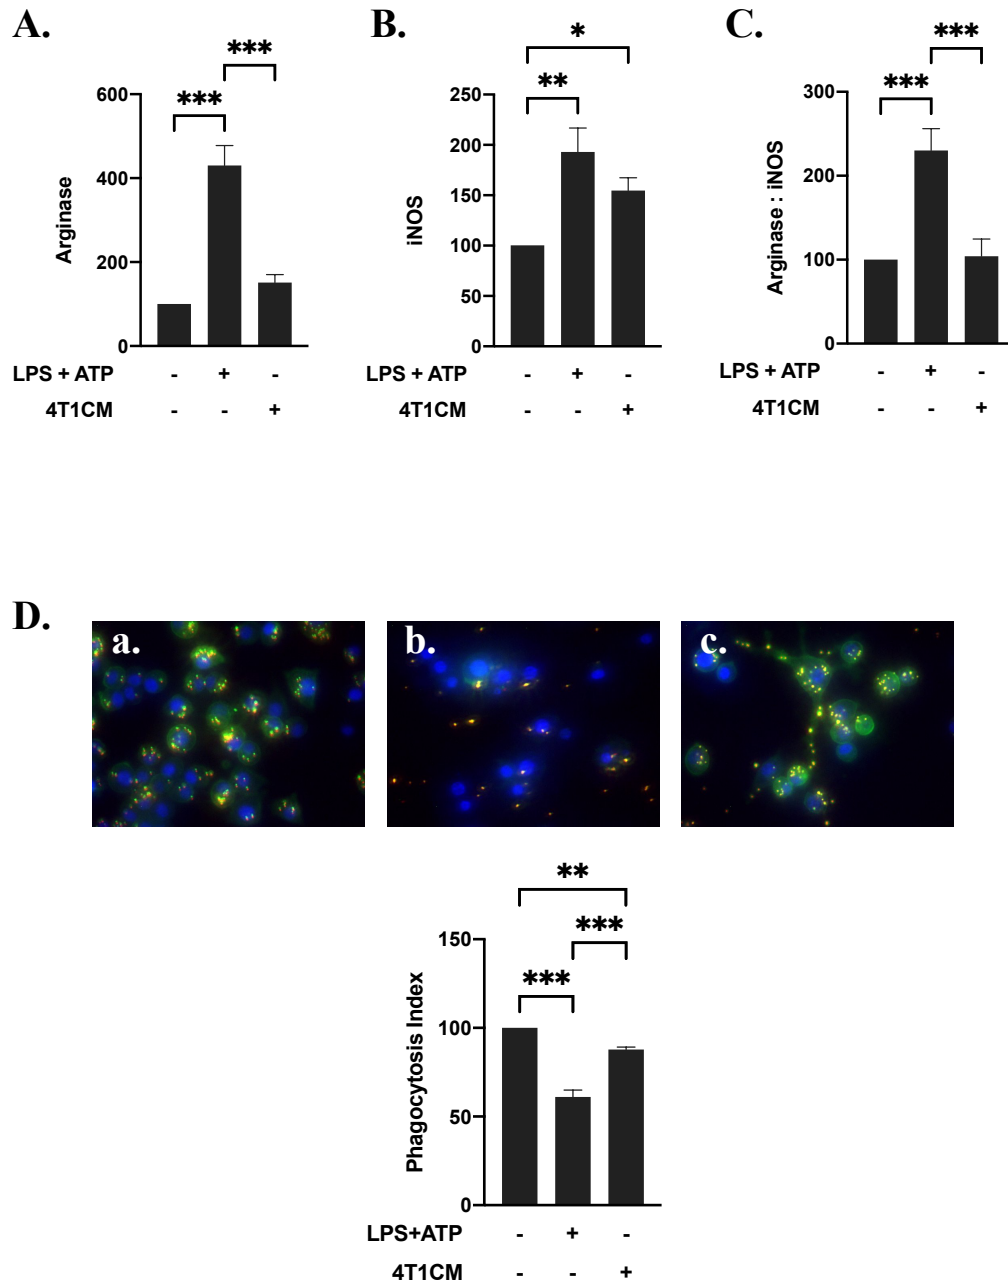 A.
***
***
600
400
200
0
Arginase
LPS + ATP - + -
4T1CM - - +
B.
*
**
250
200
150
100
50
0
iNOS
LPS + ATP - + -
4T1CM - - +
C.
***
***
300
200
100
0
Arginase : iNOS
LPS + ATP - + -
4T1CM - - +
D.
a.
b.
c.
**
***
***
150
100
50
0
Phagocytosis Index
LPS+ATP - + -
4T1CM - - +